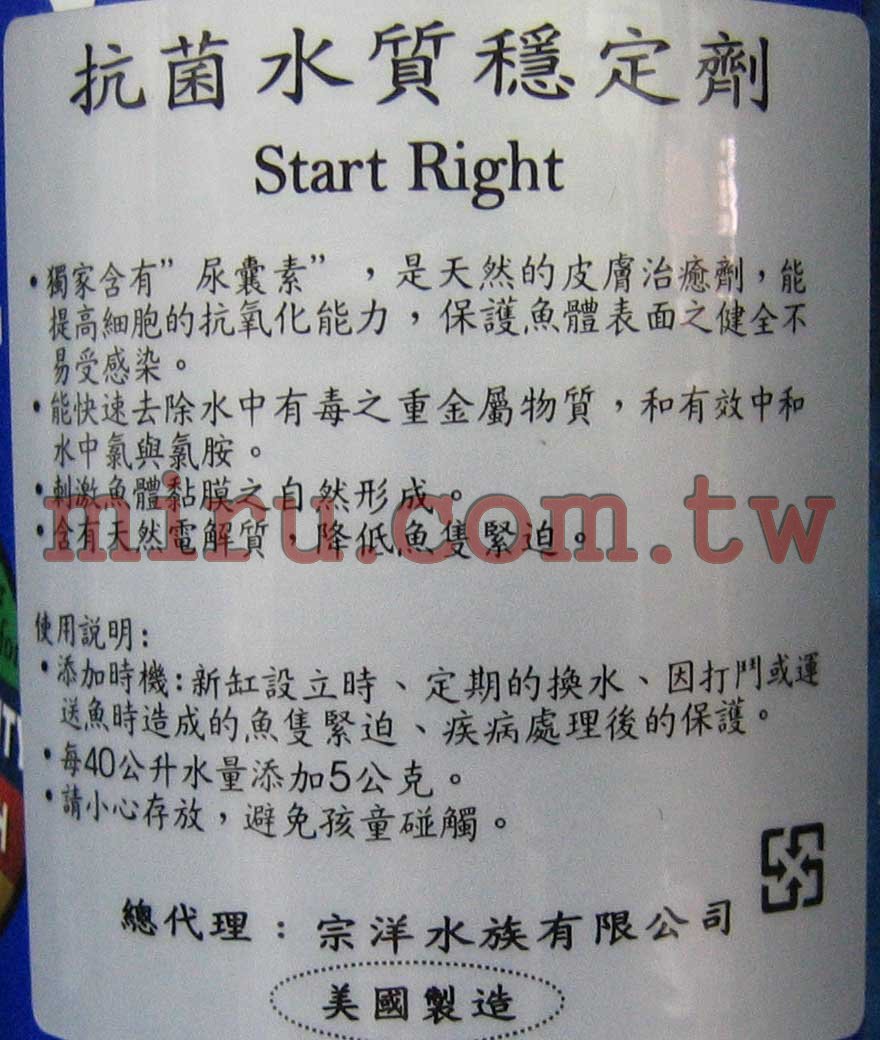 抗菌水質穩定劑
Start Right
•獨家含有”尿囊素”，是天然的皮膚治癒劑，能
提高細胞的抗氧化能力，保護魚體表面之健全不
易受感染。
•能快速去除水中有毒之重金屬物質，和有效中和
水中氯與氯胺。
•刺激魚體黏膜之自然形成。
•含有天然電解質，降低魚隻緊迫。
miru.com.tw
使用説明:
•添加時機:新缸設立時、定期的換水、因打鬥或運
送魚時造成的魚隻緊迫、疾病處理後的保護。
•每40公升水量添加5公克。
•請小心存放，避免孩童碰觸。
總代理：宗洋水族有限公司
美國製造